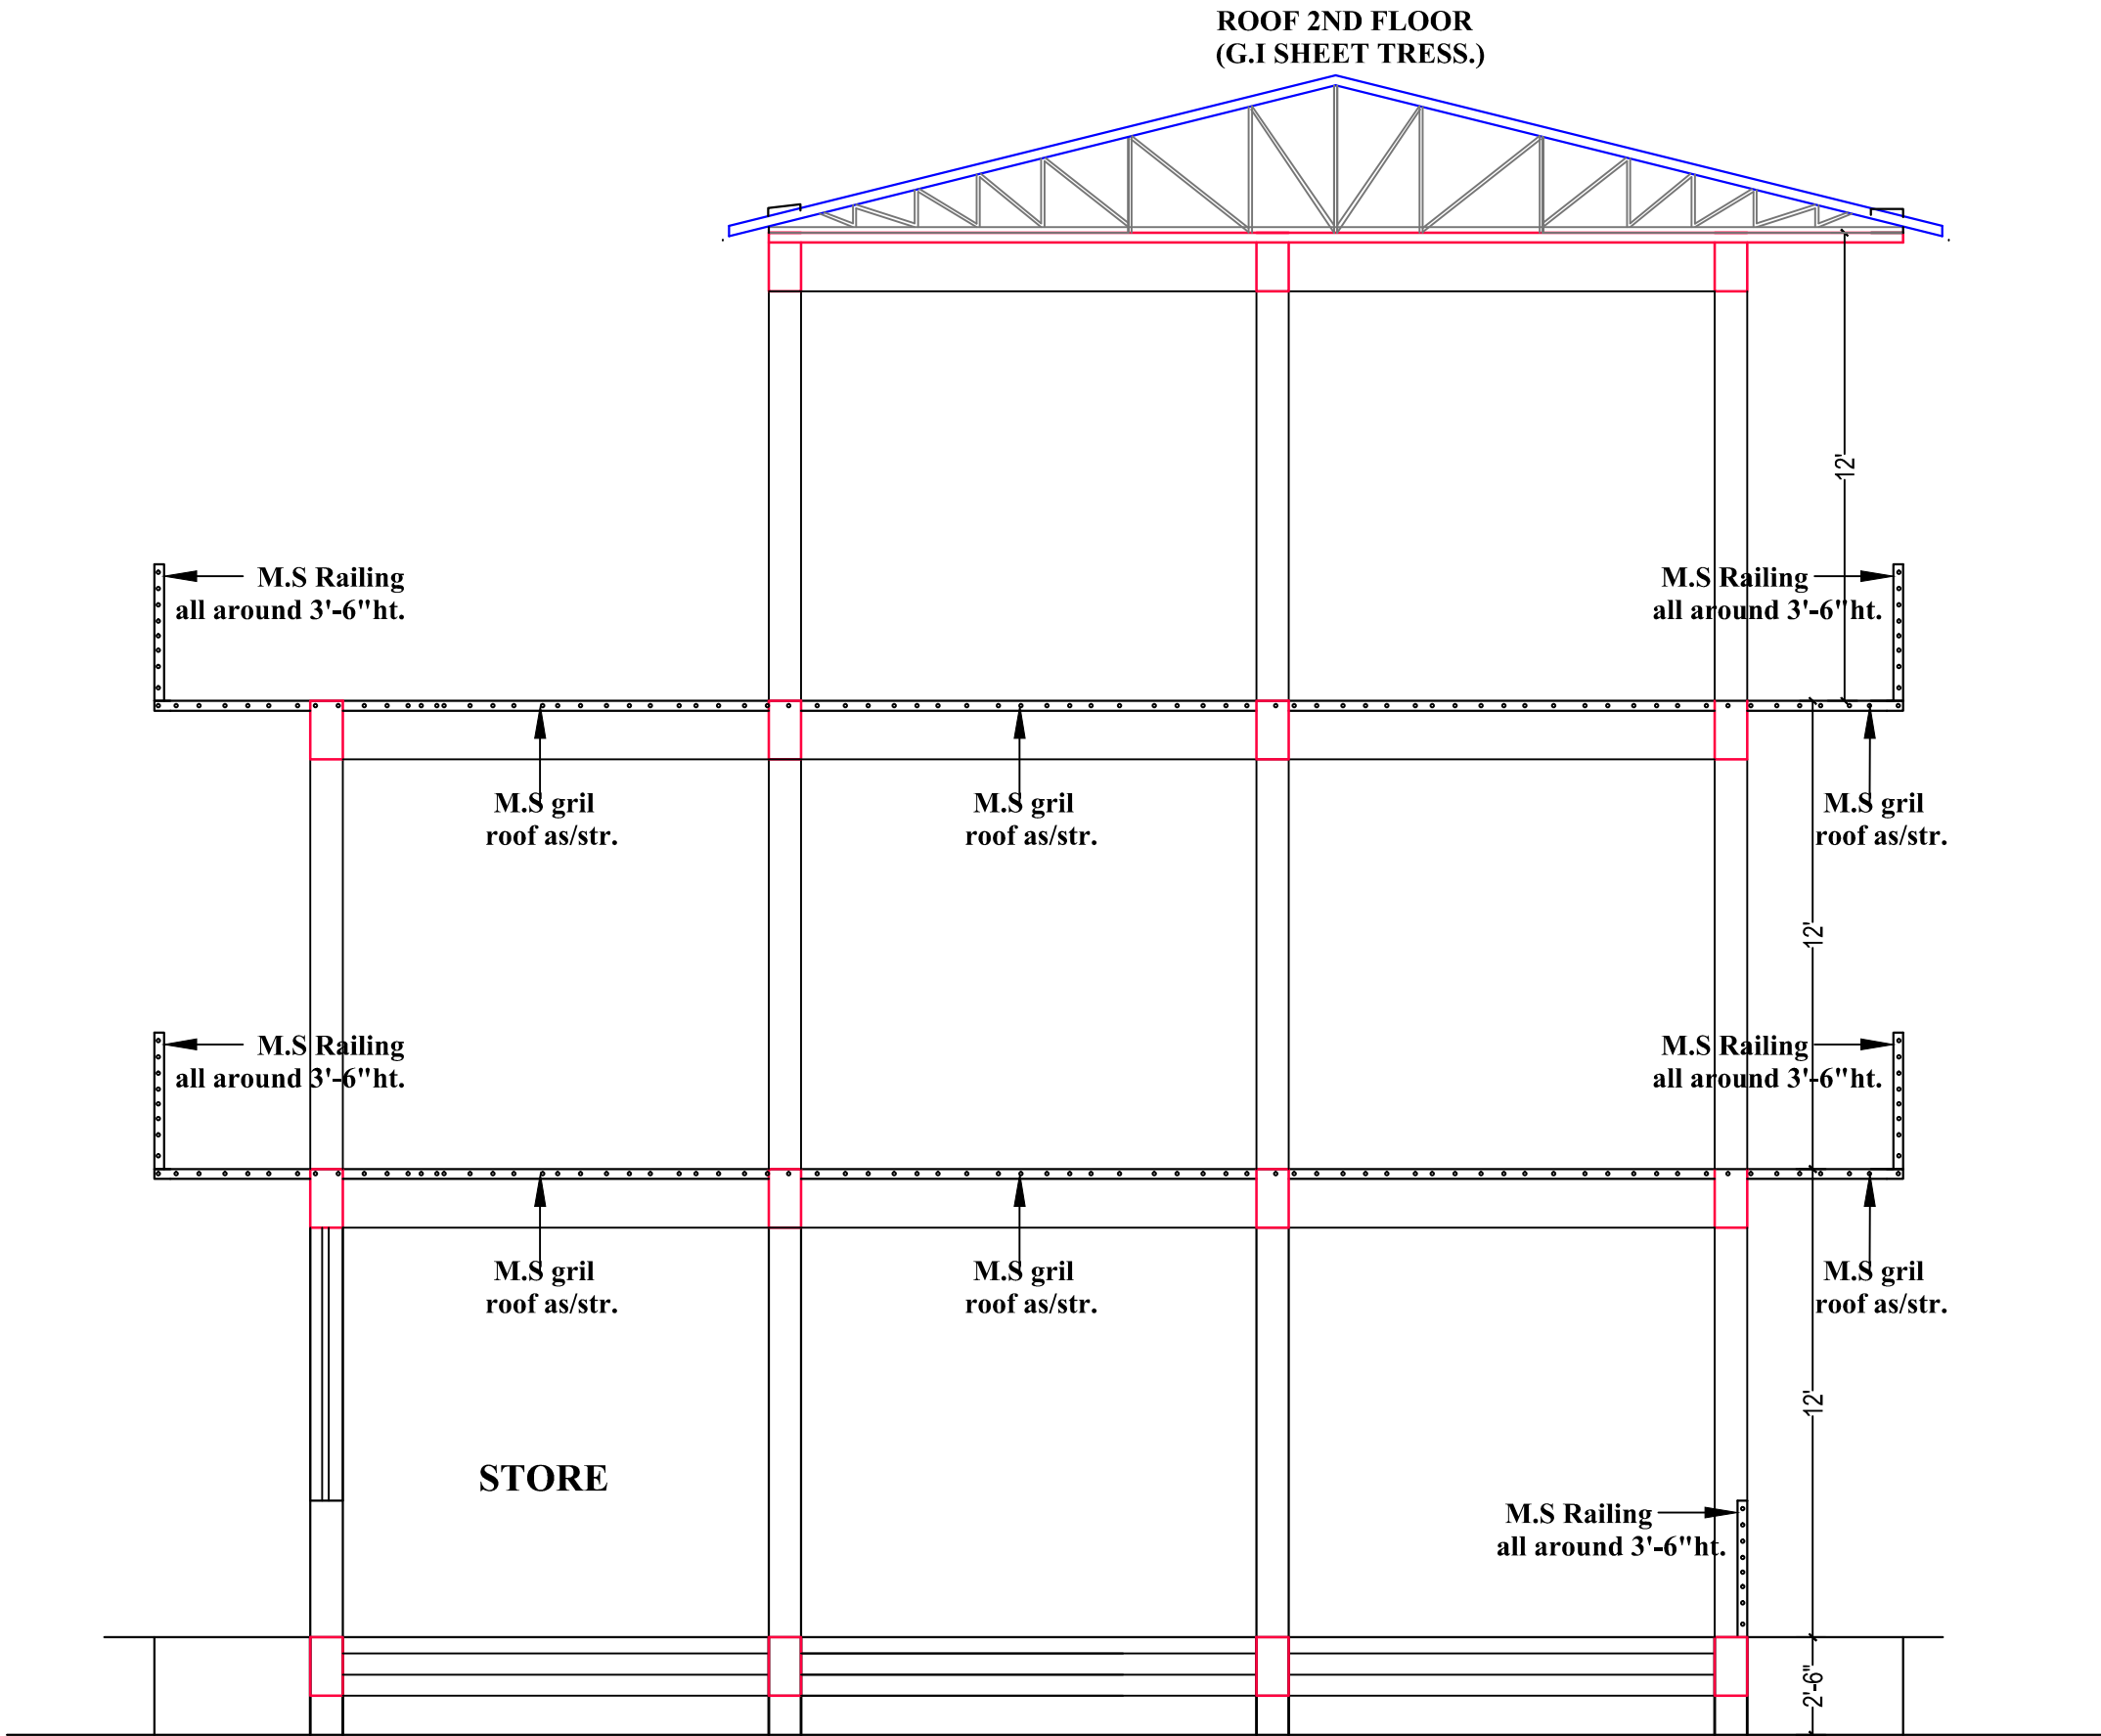 ROOF 2ND FLOOR
(G.I SHEET TRESS.)
12'
M.S Railing
all around 3'-6"ht.
M.S Railing
all around 3'-6"ht.
M.S gril
roof as/str.
M.S gril
roof as/str.
M.S gril
roof as/str.
12'
M.S Railing
all around 3'-6"ht.
M.S Railing
all around 3'-6"ht.
M.S gril
roof as/str.
M.S gril
roof as/str.
M.S gril
roof as/str.
12'
STORE
M.S Railing
all around 3'-6"ht.
2'-6"